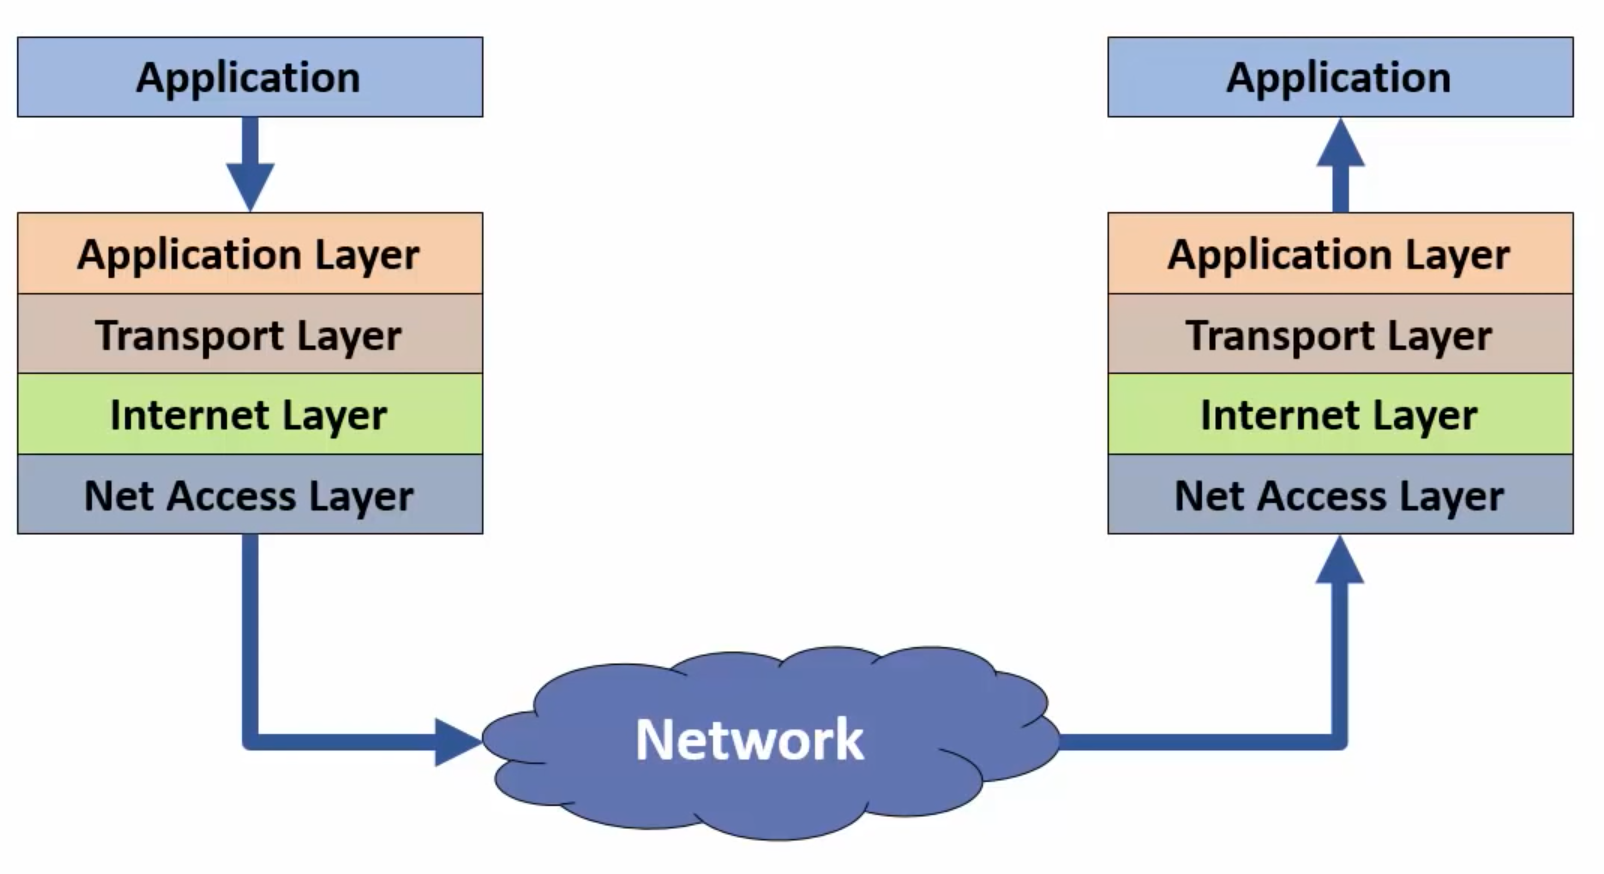 Application
Application Layer
Transport Layer
Internet Layer
Net Access Layer
Network
Application
Application Layer
Transport Layer
Internet Layer
Net Access Layer